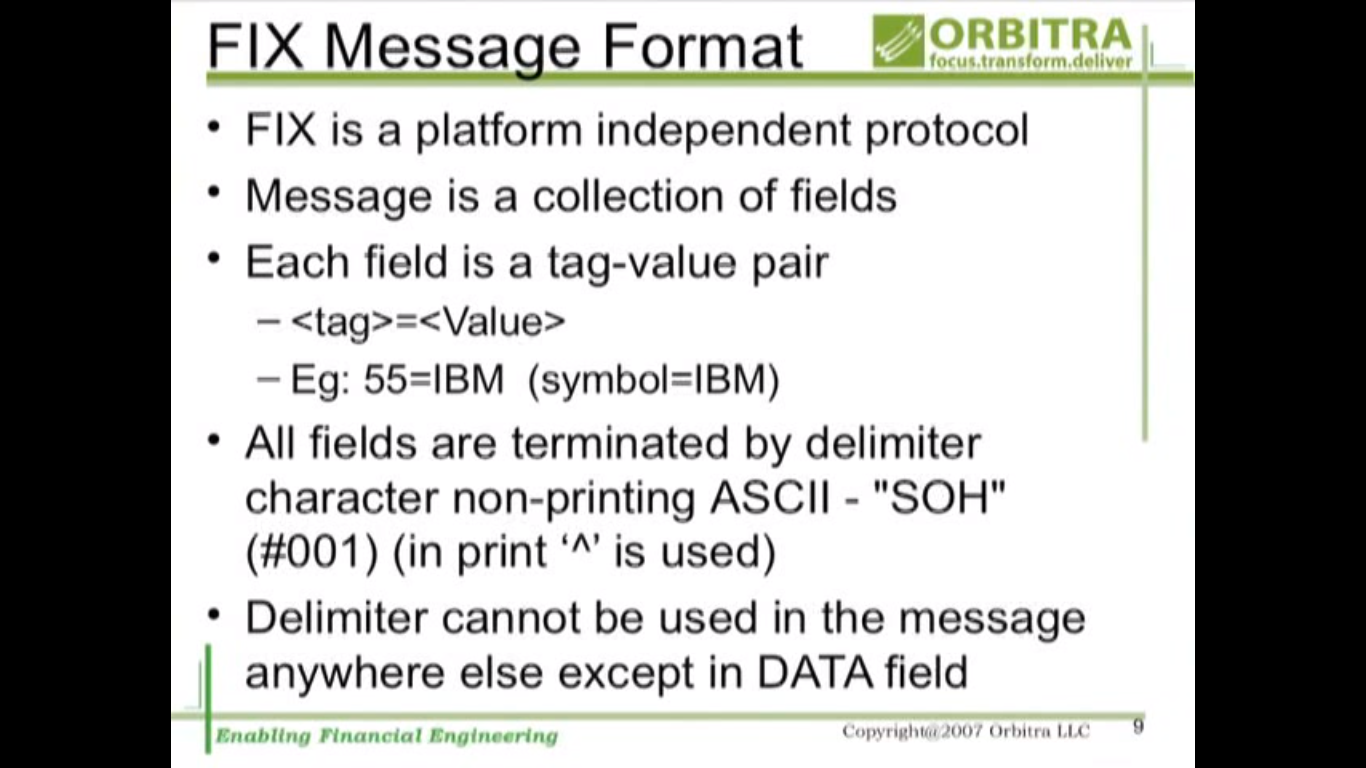 FIX Message Format
ORBITRA
focus.transform.deliver
• FIX is a platform independent protocol
• Message is a collection of fields
• Each field is a tag-value pair
– <tag>=<Value>
– Eg: 55=IBM  (symbol=IBM)
• All fields are terminated by delimiter
character non-printing ASCII - "SOH"
(#001) (in print ‘^’ is used)
• Delimiter cannot be used in the message
anywhere else except in DATA field
Enabling Financial Engineering
Copyright@2007 Orbitra LLC
9